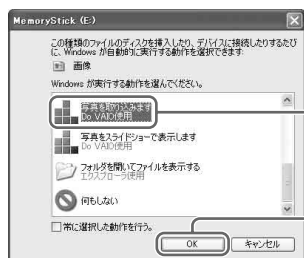 MemoryStick (E:)
この種類のファイルのディスクを挿入したり、デバイスに接続したりするたび
に、Windows が自動的に実行する動作を選択できます:
画像
Windows が実行する動作を選んでください。
写真を取り込みます
Do VAIO使用
写真をスライドショーで表示します
Do VAIO使用
フォルダを開いてファイルを表示する
エクスプローラ使用
何もしない
常に選択した動作を行う。
OK
キャンセル